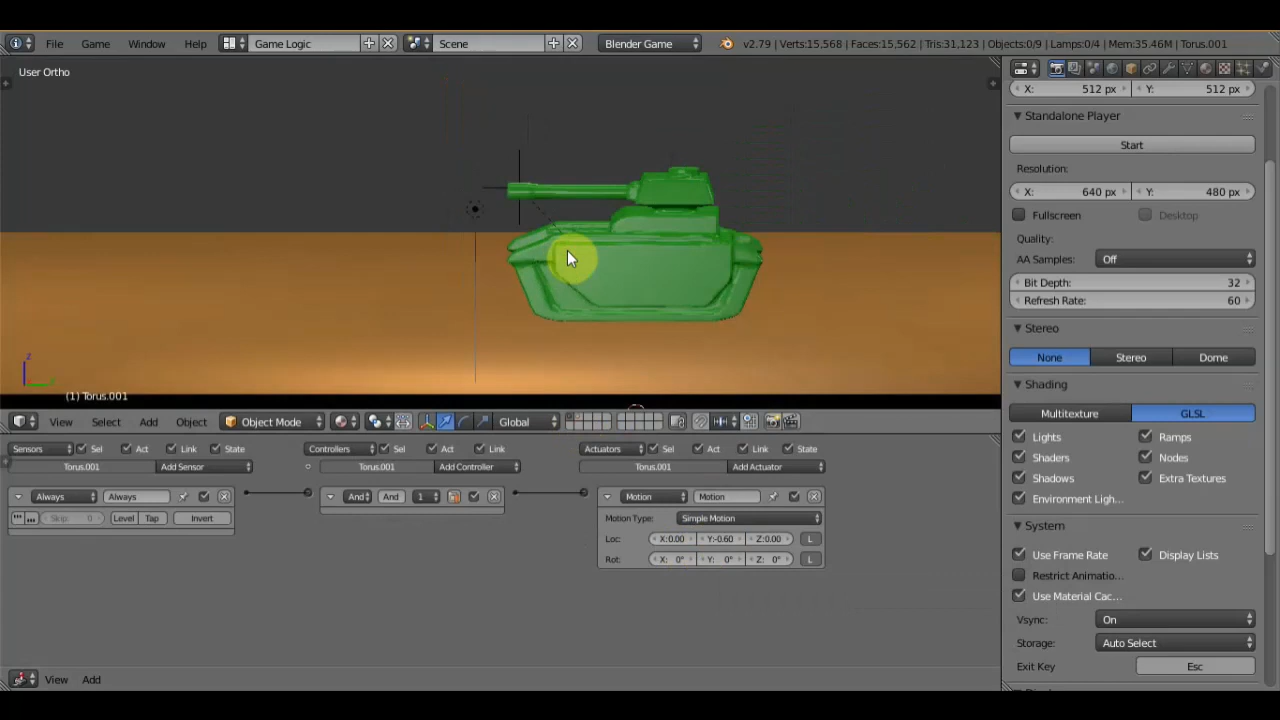 File Game Window Help Game Logic Scene Blender Game v2.79 | Verts:15,568 | Faces:15,562 | Tris:31,123 | Objects:0/9 | Lamps:0/4 | Mem:35.46M | Torus.001
User Ortho
X: 512 px Y: 512 px
Standalone Player
Start
Resolution:
X: 640 px Y: 480 px
Fullscreen Desktop
Quality:
AA Samples: Off
Bit Depth: 32
Refresh Rate: 60
Stereo
None Stereo Dome
Shading
Multitexture GLSL
Lights Ramps
Shaders Nodes
Shadows Extra Textures
Environment Ligh...
System
Use Frame Rate Display Lists
Restrict Animatio...
Use Material Cac...
Vsync: On
Storage: Auto Select
Exit Key Esc
z
(1) Torus.001
View Select Add Object Object Mode Global
Sensors Sel Act Link State Controllers Sel Act Link Actuators Sel Act Link State
Torus.001 Add Sensor Torus.001 Add Controller Torus.001 Add Actuator
Always Always And And 1 Motion Motion
Skip: 0 Level Tap Invert Motion Type: Simple Motion
Loc: X:0.00 Y:-0.60 Z:0.00 L
Rot: X: 0° Y: 0° Z: 0° L
View Add